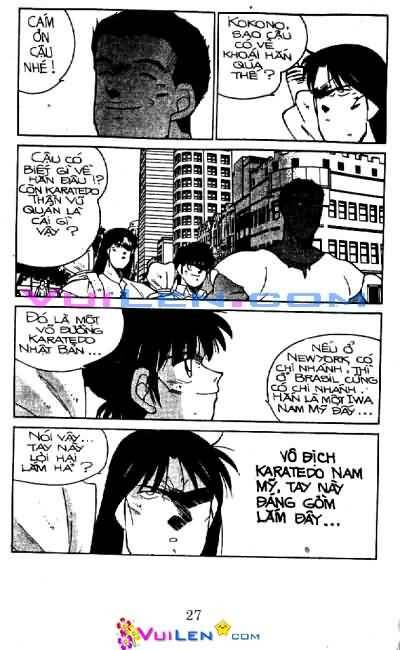 CÁM
ƠN
CẬU
NHÉ!
KOKONO,
SAO CẬU
CÓ VẺ
KHOÁI HẮN
QUÁ
THẾ?
CẬU CÓ
BIẾT GÌ VỀ
HẮN ĐÂU!?
CÒN KARATEDO
THẦN VŨ
QUÁN LÀ
CÁI GÌ
VẬY?
VUILEN.COM
ĐÓ LÀ MỘT
VÕ ĐƯỜNG
KARATEDO
NHẬT BẢN...
NẾU Ở
NEWYORK CÓ
CHI NHÁNH, THÌ
Ở BRASIL CŨNG
CÓ CHI NHÁNH.
HẮN LÀ MỘT IWA
NAM MỸ ĐẤY...
NÓI VẬY...
TAY NÀY
LỢI HẠI
LẮM HẢ?
VÔ ĐỊCH
KARATEDO NAM
MỸ, TAY NÀY
ĐÁNG GỜM
LẮM ĐÂY...
27
VUILEN.COM